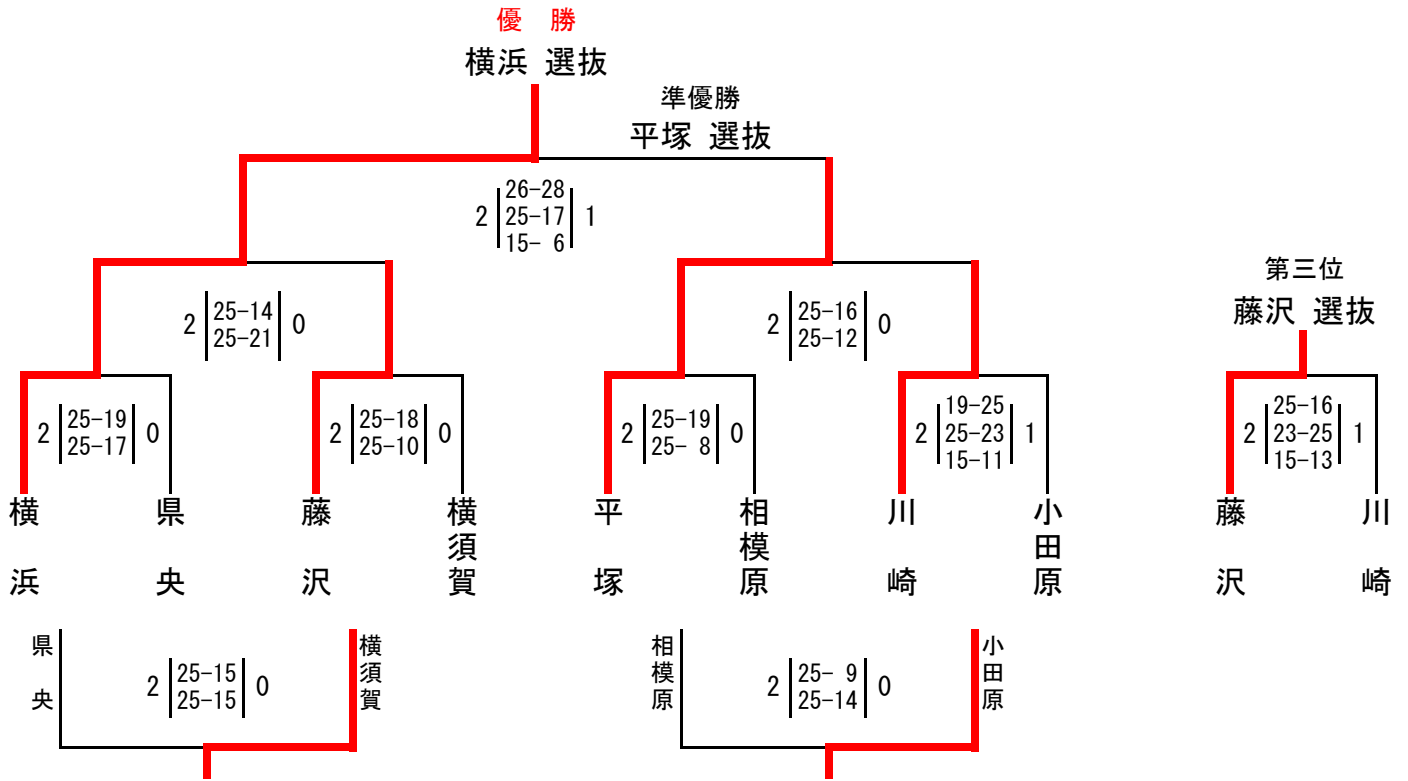 優 勝
横浜 選抜
準優勝
平塚 選抜
26-28
2 25-17 1
15- 6
第三位
藤沢 選抜
25-14
2 0
25-21
25-16
2 0
25-12
25-19
2 0
25-17
25-18
2 0
25-10
25-19
2 0
25- 8
19-25
2 25-23 1
15-11
25-16
2 23-25 1
15-13
横浜
県央
藤沢
横須賀
平塚
相模原
川崎
小田原
藤沢
川崎
県央
25-15
2 0
25-15
横須賀
相模原
25- 9
2 0
25-14
小田原